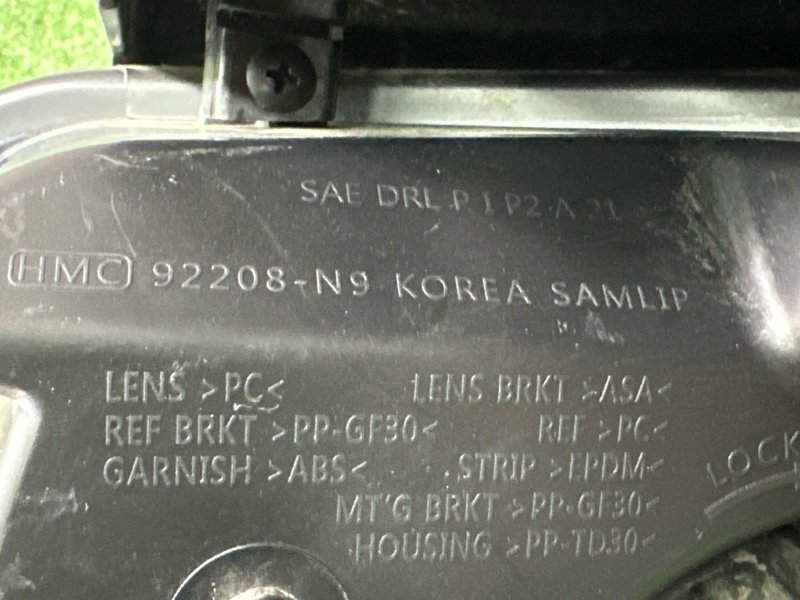 SAE DRL P I P2 A 21
HMC 92208-N9 KOREA SAMLIP
LENS >PC< LENS BRKT >ASA<
REF BRKT >PP-GF30< REF >PC<
GARNISH >ABS< STRIP >EPDM<
MT'G BRKT >PP-GF30<
HOUSING >PP-TD30<
LOCK